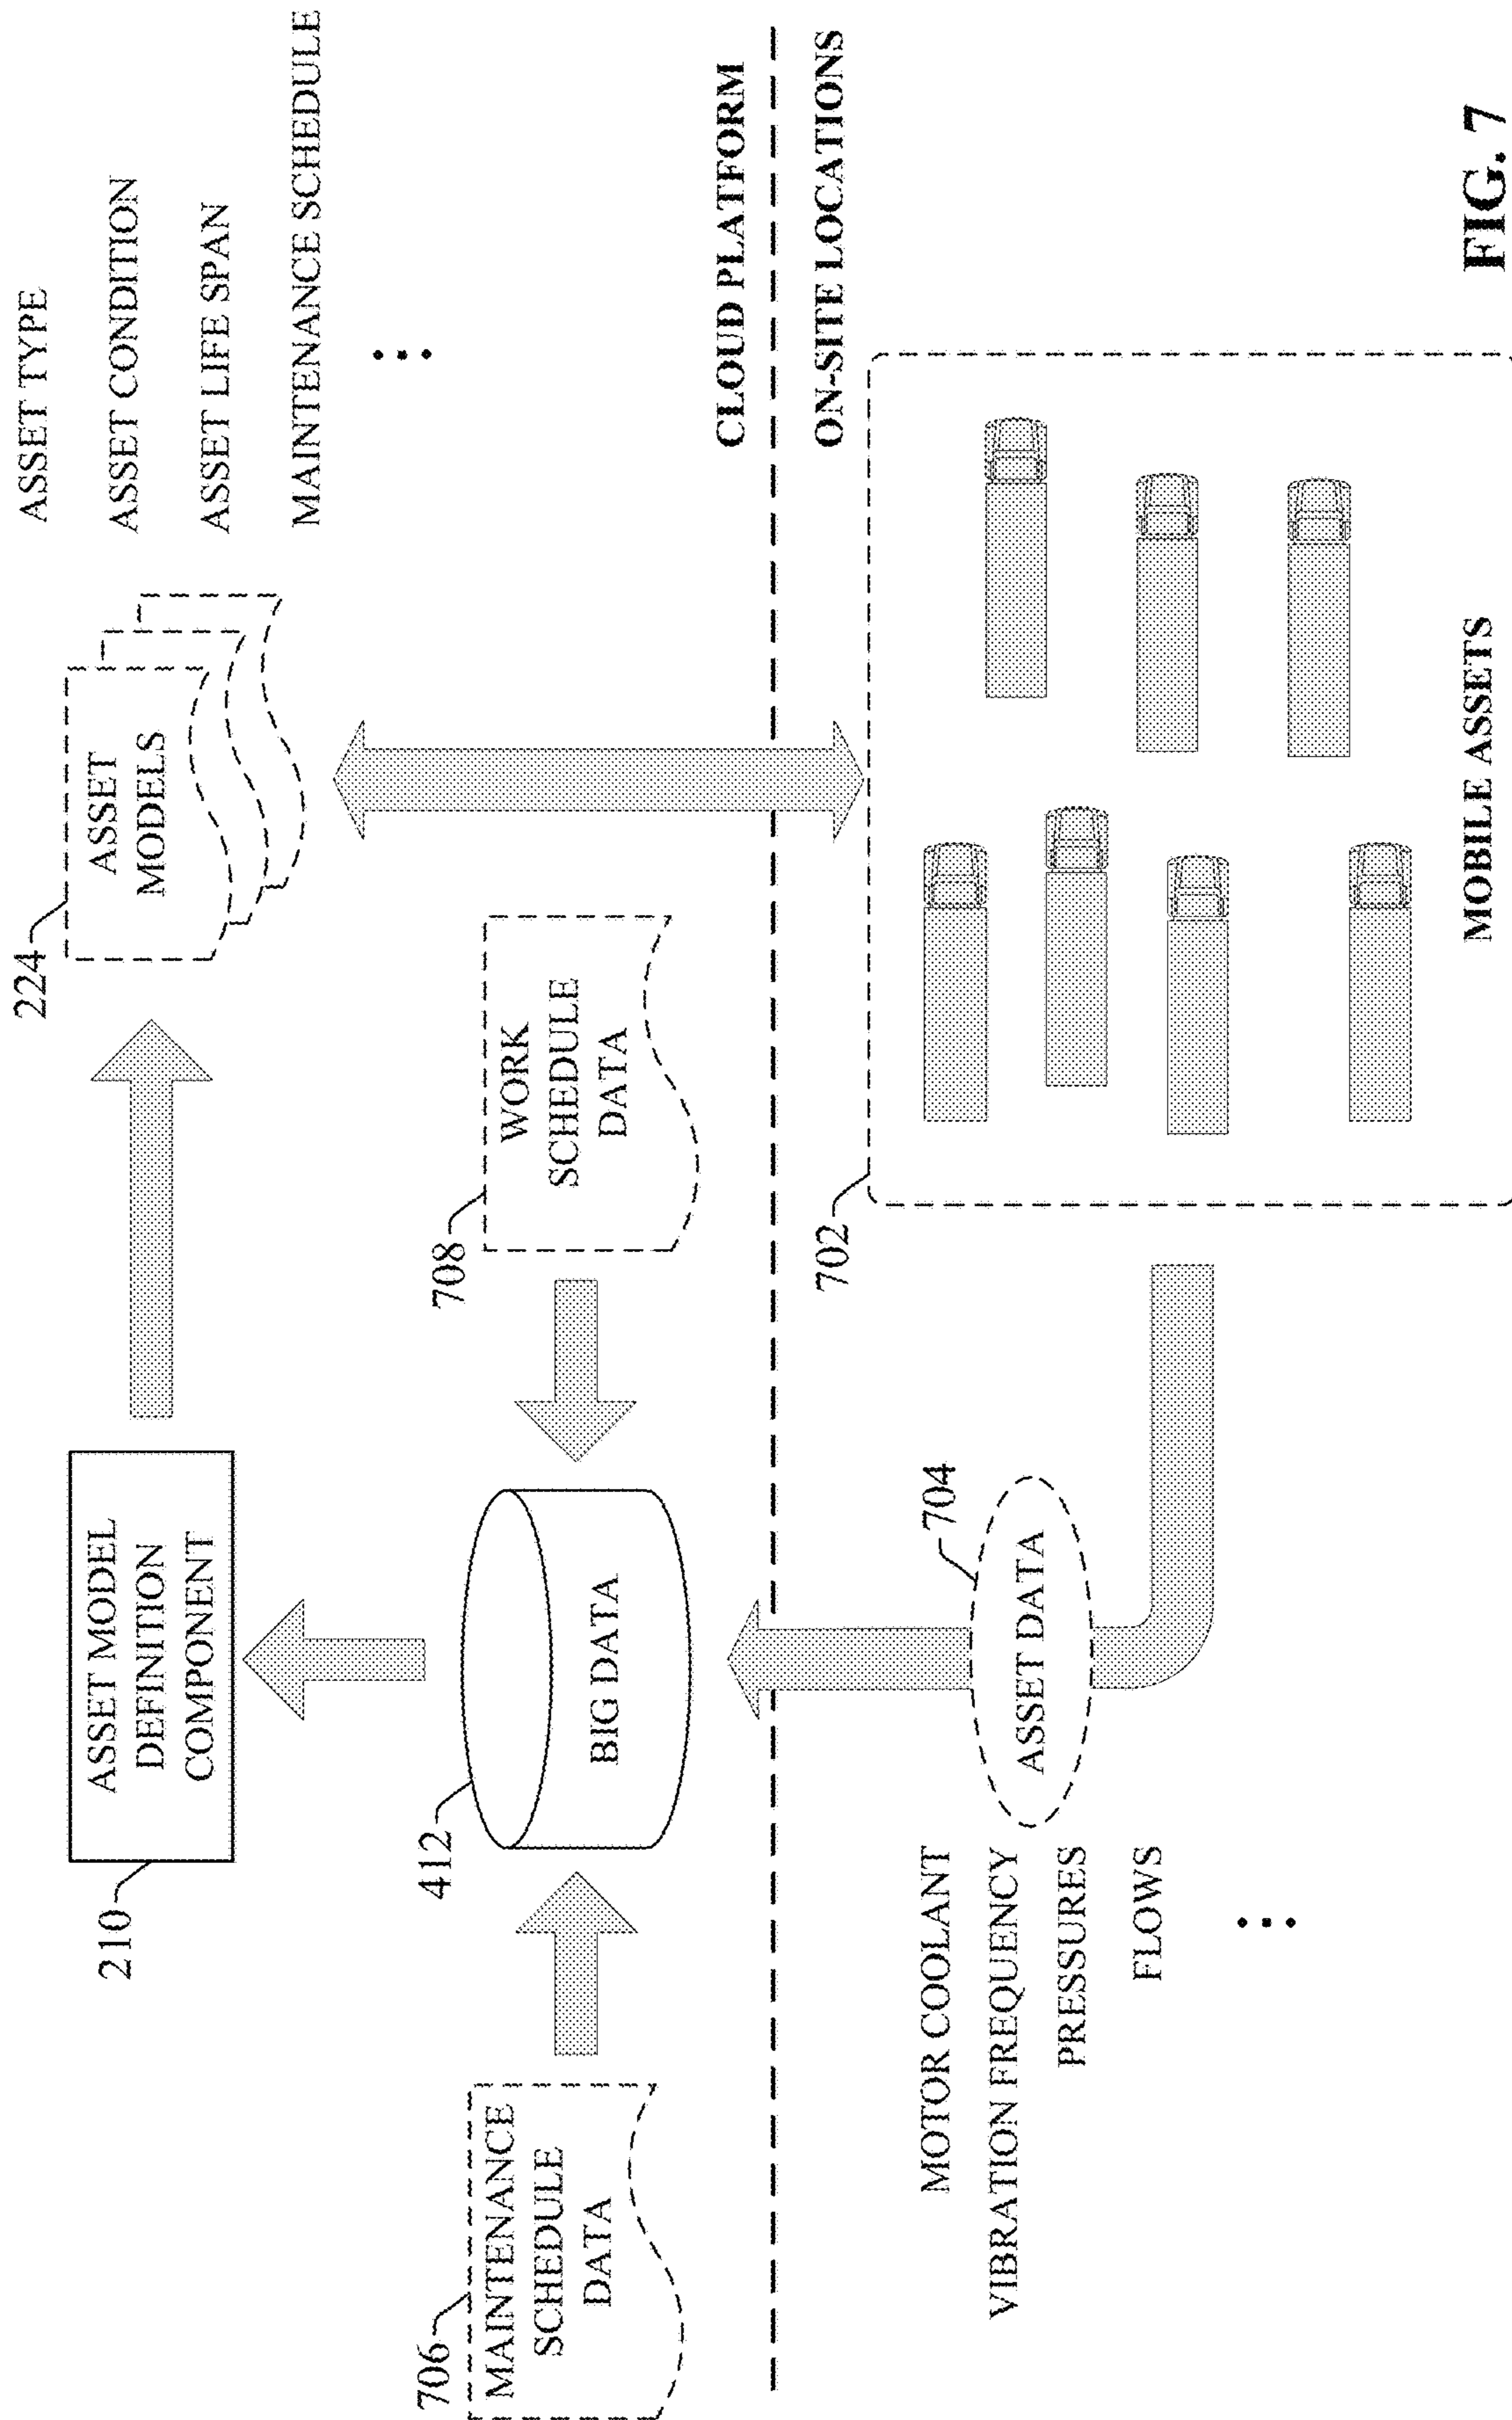 210
ASSET MODEL
DEFINITION
COMPONENT
224
ASSET
MODELS
ASSET TYPE
ASSET CONDITION
ASSET LIFE SPAN
MAINTENANCE SCHEDULE
...
706
MAINTENANCE
SCHEDULE
DATA
412
BIG DATA
708
WORK
SCHEDULE
DATA
CLOUD PLATFORM
ON-SITE LOCATIONS
MOTOR COOLANT
VIBRATION FREQUENCY
PRESSURES
FLOWS
...
704
ASSET DATA
702
MOBILE ASSETS
FIG. 7